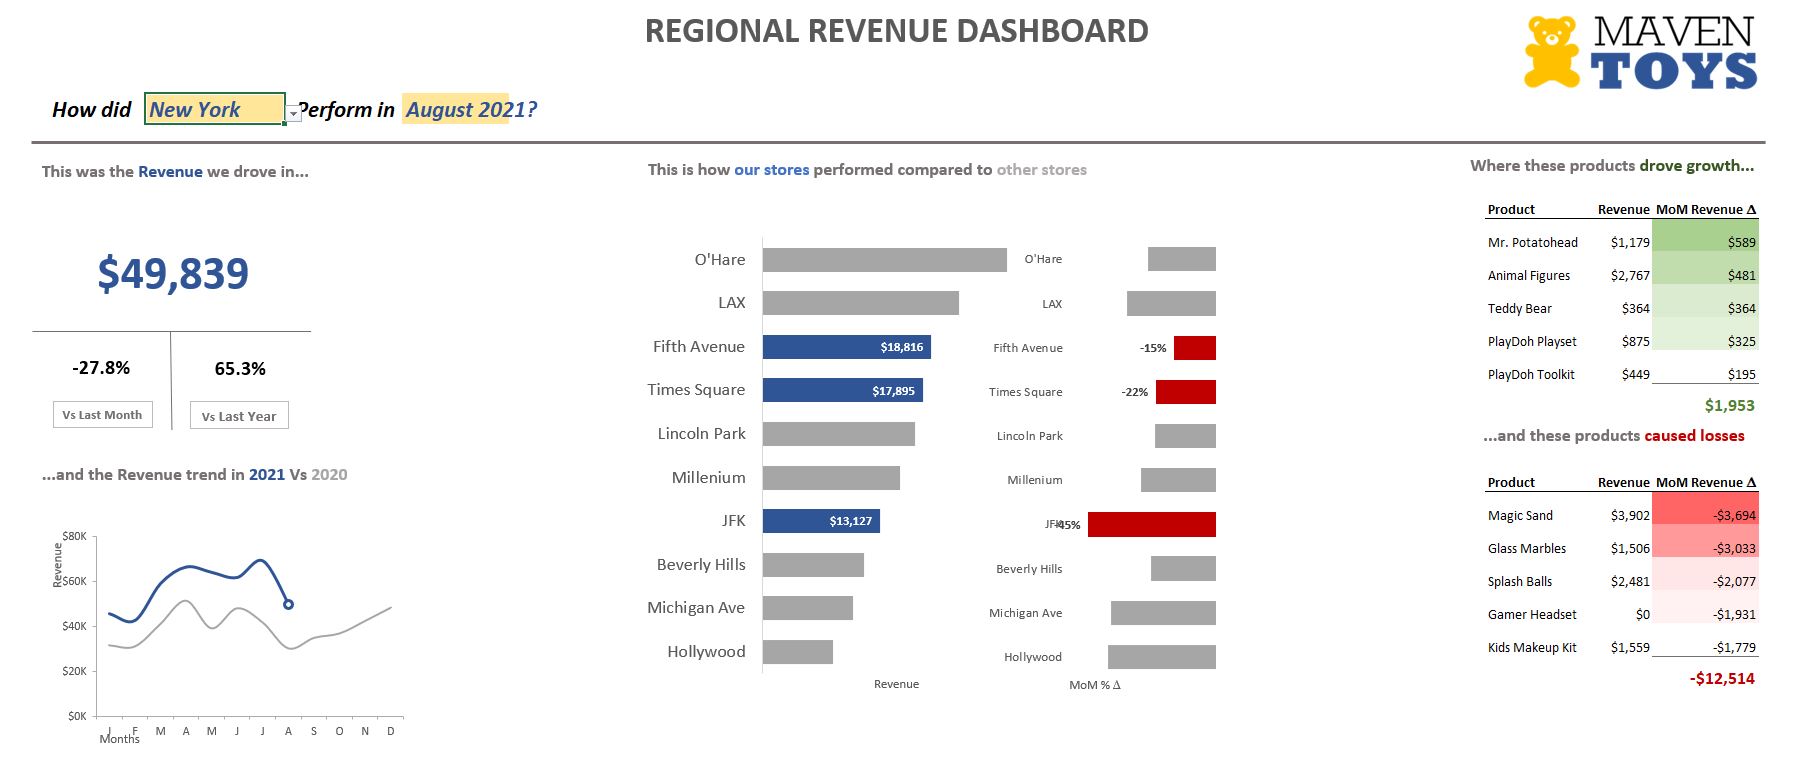 REGIONAL REVENUE DASHBOARD
MAVEN
TOYS
How did New York Perform in August 2021?
This was the Revenue we drove in...
$49,839
-27.8% 65.3%
Vs Last Month Vs Last Year
...and the Revenue trend in 2021 Vs 2020
Revenue
$80K
$60K
$40K
$20K
$0K
J F M A M J J A S O N D
Months
This is how our stores performed compared to other stores
O'Hare
LAX
Fifth Avenue $18,816
Times Square $17,895
Lincoln Park
Millenium
JFK $13,127
Beverly Hills
Michigan Ave
Hollywood
Revenue
O'Hare
LAX
Fifth Avenue -15%
Times Square -22%
Lincoln Park
Millenium
JFK -45%
Beverly Hills
Michigan Ave
Hollywood
MoM % Δ
Where these products drove growth...
Product Revenue MoM Revenue Δ
Mr. Potatohead $1,179 $589
Animal Figures $2,767 $481
Teddy Bear $364 $364
PlayDoh Playset $875 $325
PlayDoh Toolkit $449 $195
$1,953
...and these products caused losses
Product Revenue MoM Revenue Δ
Magic Sand $3,902 -$3,694
Glass Marbles $1,506 -$3,033
Splash Balls $2,481 -$2,077
Gamer Headset $0 -$1,931
Kids Makeup Kit $1,559 -$1,779
-$12,514